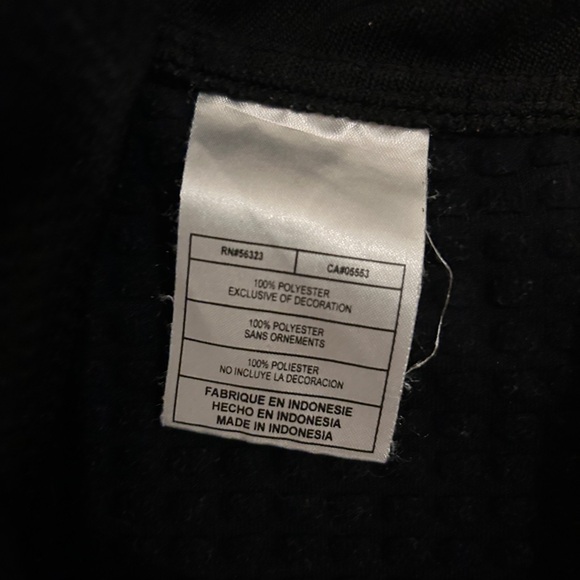 RN#56323
CA#05553
100% POLYESTER
EXCLUSIVE OF DECORATION
100% POLYESTER
SANS ORNEMENTS
100% POLIESTER
NO INCLUYE LA DECORACION
FABRIQUE EN INDONESIE
HECHO EN INDONESIA
MADE IN INDONESIA